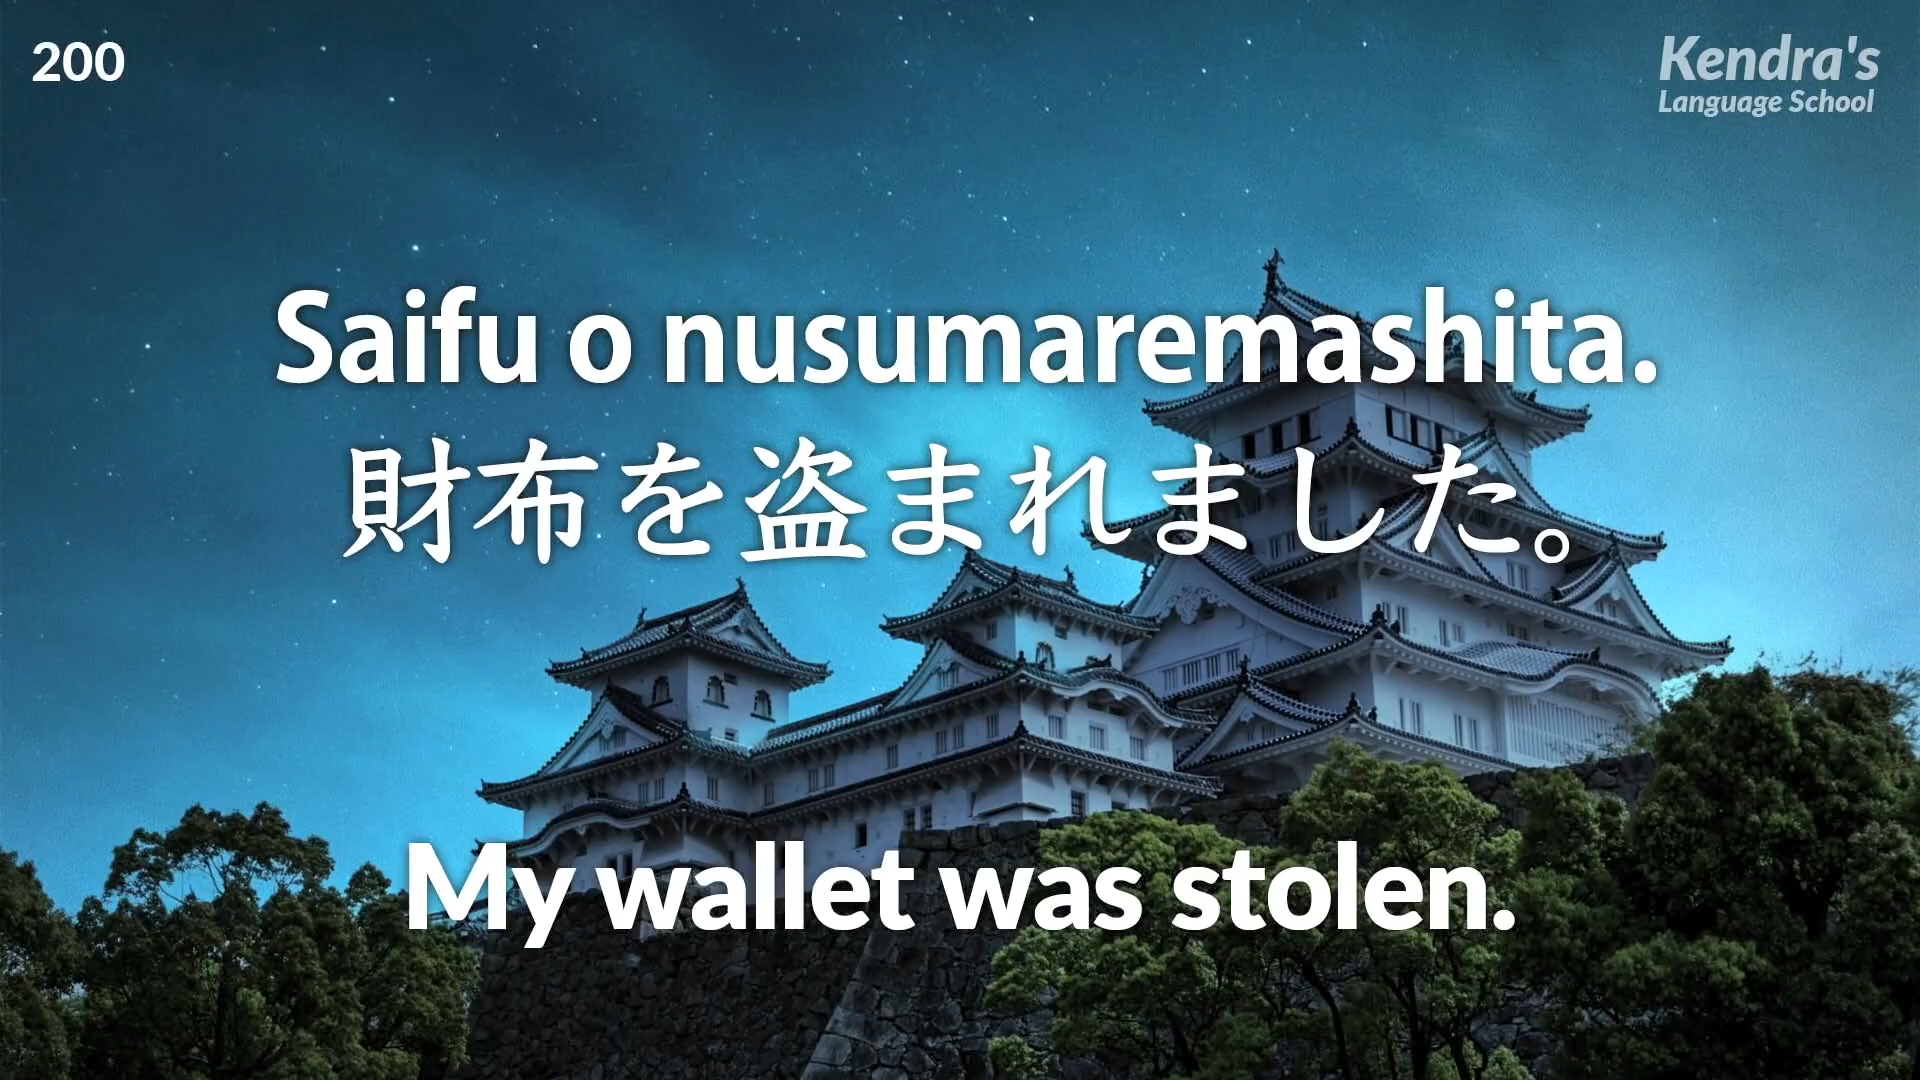 200
Kendra's
Language School
Saifu o nusumaremashita.
財布を盗まれました。
My wallet was stolen.